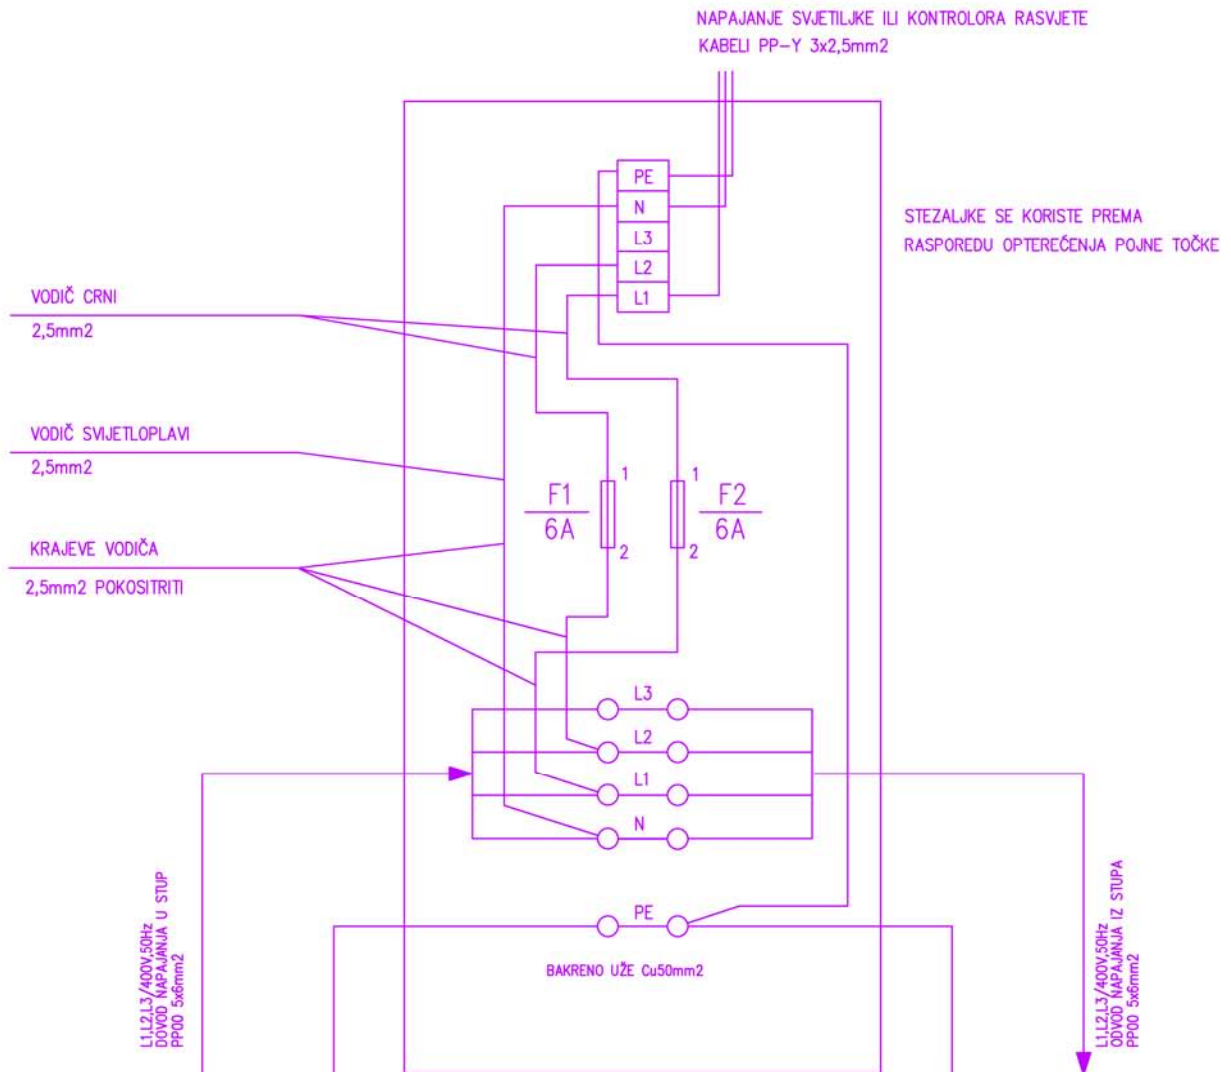 NAPAJANJE SVJETILJKE ILI KONTROLORA RASVJETE
KABELI PP-Y 3x2,5mm2
PE
N
L3
L2
L1
STEZALJKE SE KORISTE PREMA
RASPOREDU OPTEREĆENJA POJNE TOČKE
VODIČ CRNI
2,5mm2
VODIČ SVIJETLOPLAVI
2,5mm2
KRAJEVE VODIČA
2,5mm2 POKOSITRITI
F1
6A
1
2
1
2
F2
6A
L3
L2
L1
N
PE
BAKRENO UŽE Cu50mm2
L1,L2,L3/400V,50Hz
DOVOD NAPAJANJA U STUP
PP00 5x6mm2
L1,L2,L3/400V,50Hz
ODVOD NAPAJANJA IZ STUPA
PP00 5x6mm2